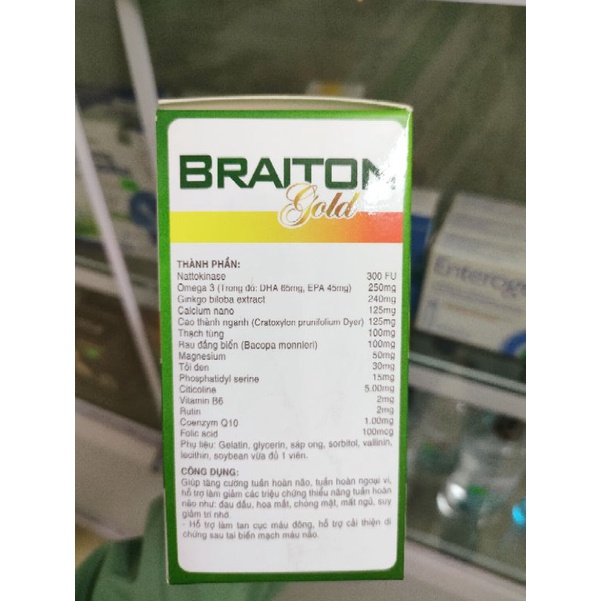 BRAITON
Gold
THÀNH PHẦN:
Nattokinase 300 FU
Omega 3 (Trong đó: DHA 65mg, EPA 45mg) 250mg
Ginkgo biloba extract 240mg
Calcium nano 125mg
Cao thành ngạnh (Cratoxylon prunifolium Dyer) 125mg
Thạch tùng 100mg
Rau đắng biển (Bacopa monnieri) 100mg
Magnesium 50mg
Tỏi đen 30mg
Phosphatidyl serine 15mg
Citicoline 5.00mg
Vitamin B6 2mg
Rutin 2mg
Coenzym Q10 1.00mg
Folic acid 100mcg
Phụ liệu: Gelatin, glycerin, sáp ong, sorbitol, vallinin,
lecithin, soybean vừa đủ 1 viên.
CÔNG DỤNG:
Giúp tăng cường tuần hoàn não, tuần hoàn ngoại vi,
hỗ trợ làm giảm các triệu chứng thiểu năng tuần hoàn
não như: đau đầu, hoa mắt, chóng mặt, mất ngủ, suy
giảm trí nhớ.
- Hỗ trợ làm tan cục máu đông, hỗ trợ cải thiện di
chứng sau tai biến mạch máu não.